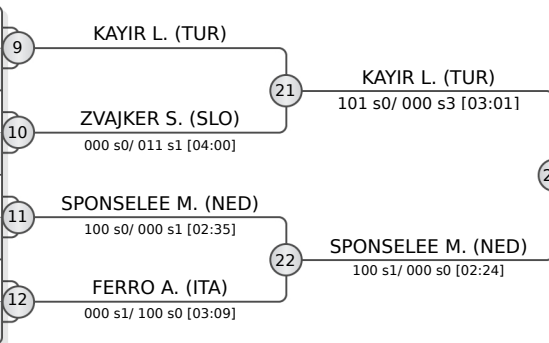 9
KAYIR L. (TUR)
21
KAYIR L. (TUR)
101 s0/ 000 s3 [03:01]
10
ZVAJKER S. (SLO)
000 s0/ 011 s1 [04:00]
11
SPONSELEE M. (NED)
100 s0/ 000 s1 [02:35]
22
SPONSELEE M. (NED)
100 s1/ 000 s0 [02:24]
12
FERRO A. (ITA)
000 s1/ 100 s0 [03:09]